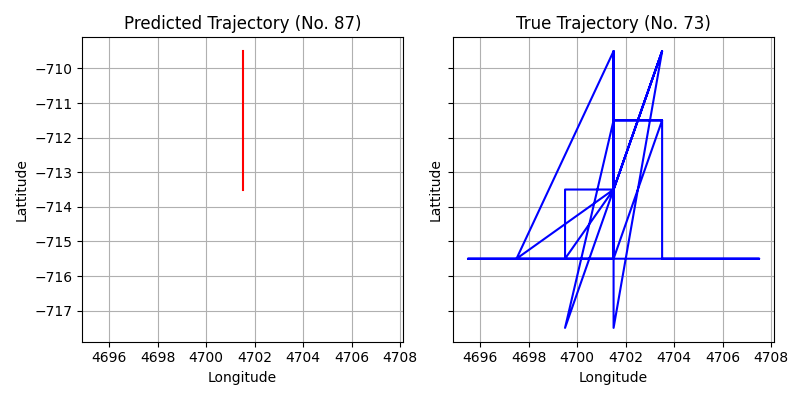 Predicted Trajectory (No. 87)
Lattitude
−710
−711
−712
−713
−714
−715
−716
−717
4696 4698 4700 4702 4704 4706 4708
Longitude
True Trajectory (No. 73)
Lattitude
4696 4698 4700 4702 4704 4706 4708
Longitude